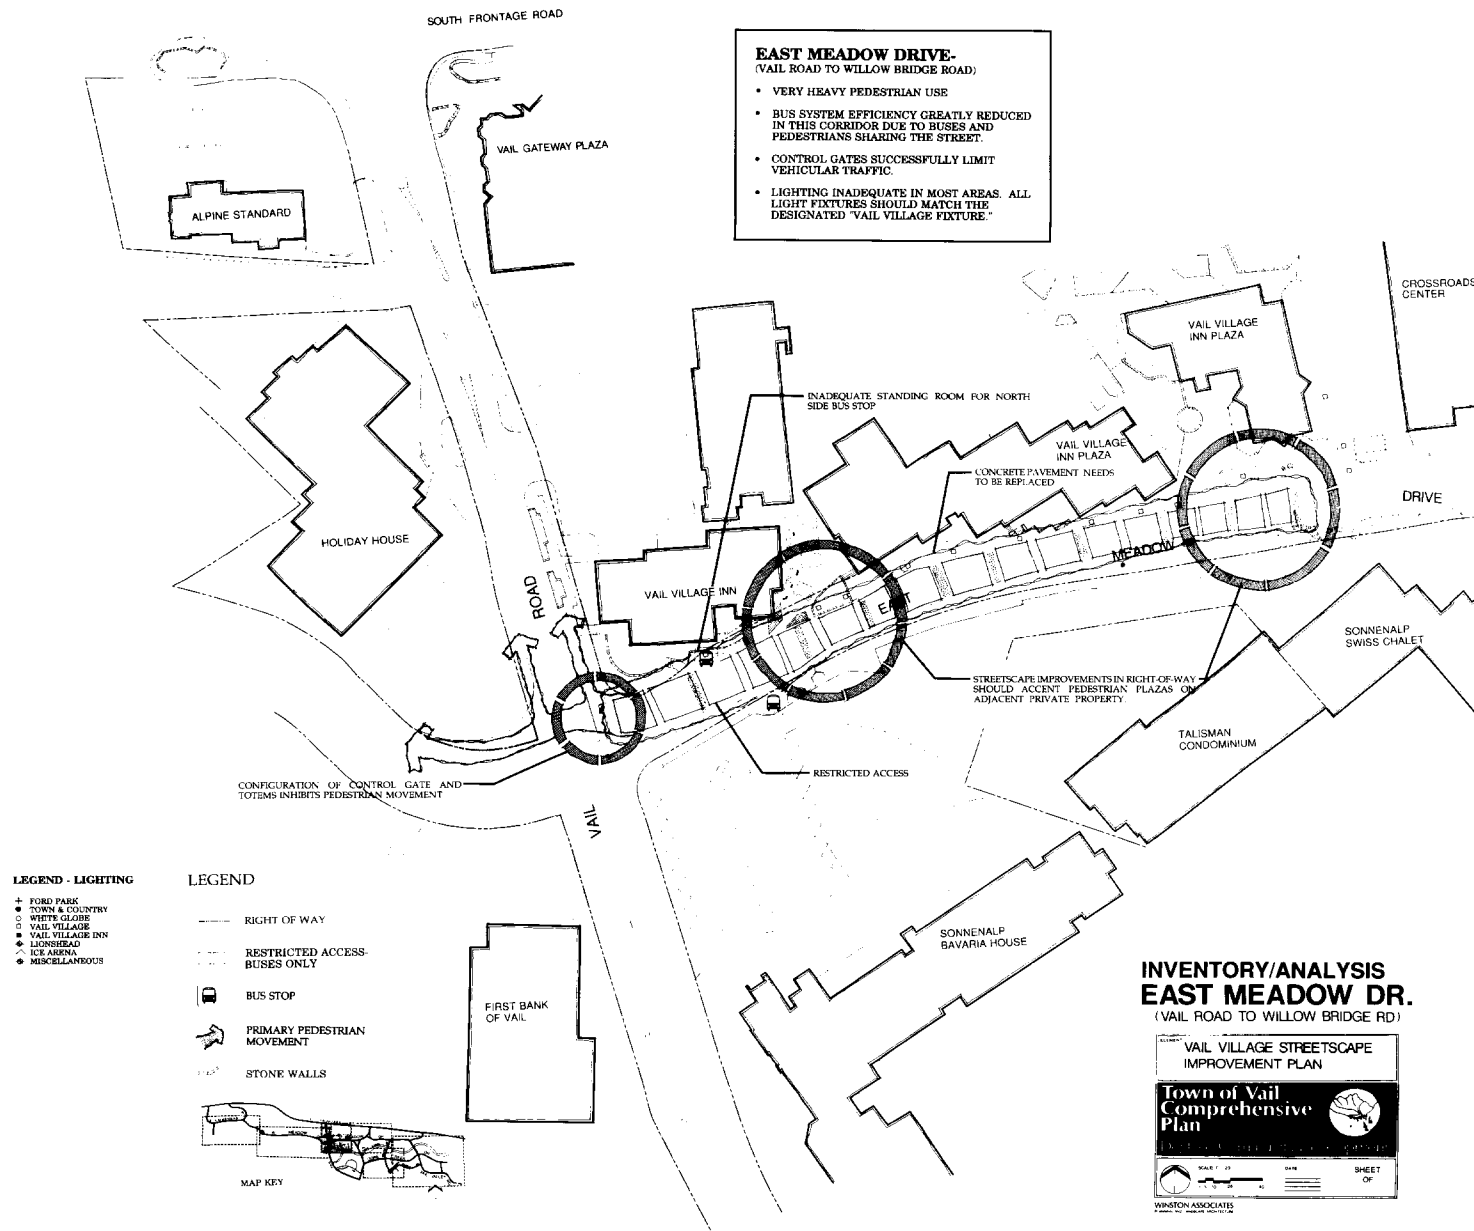 SOUTH FRONTAGE ROAD
EAST MEADOW DRIVE-
(VAIL ROAD TO WILLOW BRIDGE ROAD)
• VERY HEAVY PEDESTRIAN USE
• BUS SYSTEM EFFICIENCY GREATLY REDUCED
IN THIS CORRIDOR DUE TO BUSES AND
PEDESTRIANS SHARING THE STREET.
• CONTROL GATES SUCCESSFULLY LIMIT
VEHICULAR TRAFFIC.
• LIGHTING INADEQUATE IN MOST AREAS. ALL
LIGHT FIXTURES SHOULD MATCH THE
DESIGNATED "VAIL VILLAGE FIXTURE."
VAIL GATEWAY PLAZA
ALPINE STANDARD
CROSSROADS
CENTER
VAIL VILLAGE
INN PLAZA
INADEQUATE STANDING ROOM FOR NORTH
SIDE BUS STOP
VAIL VILLAGE
INN PLAZA
CONCRETE PAVEMENT NEEDS
TO BE REPLACED
DRIVE
MEADOW
EAST
HOLIDAY HOUSE
VAIL VILLAGE INN
ROAD
SONNENALP
SWISS CHALET
STREETSCAPE IMPROVEMENTS IN RIGHT-OF-WAY
SHOULD ACCENT PEDESTRIAN PLAZAS ON
ADJACENT PRIVATE PROPERTY.
TALISMAN
CONDOMINIUM
RESTRICTED ACCESS
CONFIGURATION OF CONTROL GATE AND
TOTEMS INHIBITS PEDESTRIAN MOVEMENT
VAIL
LEGEND - LIGHTING
FORD PARK
TOWN & COUNTRY
WHITE GLOBE
VAIL VILLAGE
VAIL VILLAGE INN
LIONSHEAD
ICE ARENA
MISCELLANEOUS
LEGEND
RIGHT OF WAY
RESTRICTED ACCESS-
BUSES ONLY
BUS STOP
PRIMARY PEDESTRIAN
MOVEMENT
STONE WALLS
MAP KEY
FIRST BANK
OF VAIL
SONNENALP
BAVARIA HOUSE
INVENTORY/ANALYSIS
EAST MEADOW DR.
(VAIL ROAD TO WILLOW BRIDGE RD)
VAIL VILLAGE STREETSCAPE
IMPROVEMENT PLAN
Town of Vail
Comprehensive
Plan
SCALE 1" 20
DATE
SHEET
OF
WINSTON ASSOCIATES